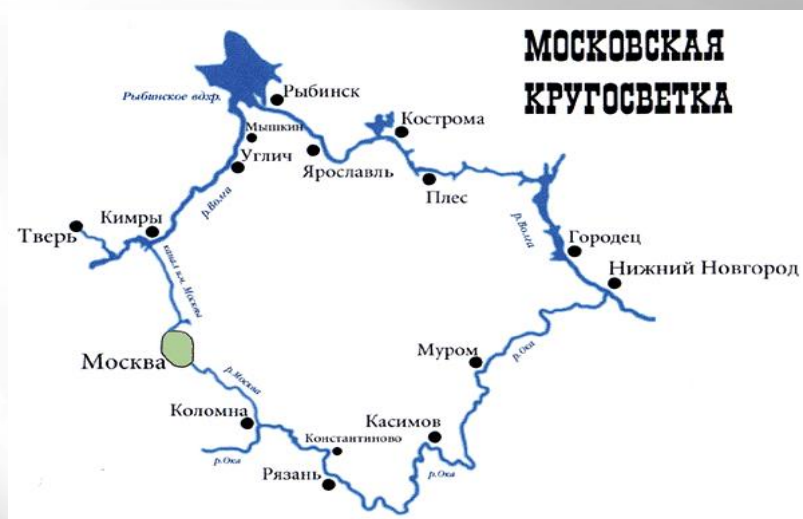 МОСКОВСКАЯ
КРУГОСВЕТКА
Рыбинское вдхр.
Рыбинск
Мышкин
Углич
Ярославль
Кострома
Плес
р.Волга
р.Волга
Городец
Нижний Новгород
Тверь
Кимры
канал им. Москва
Москва
р.Москва
Муром
р.Ока
Коломна
Константиново
Касимов
р.Ока
Рязань
р.Ока